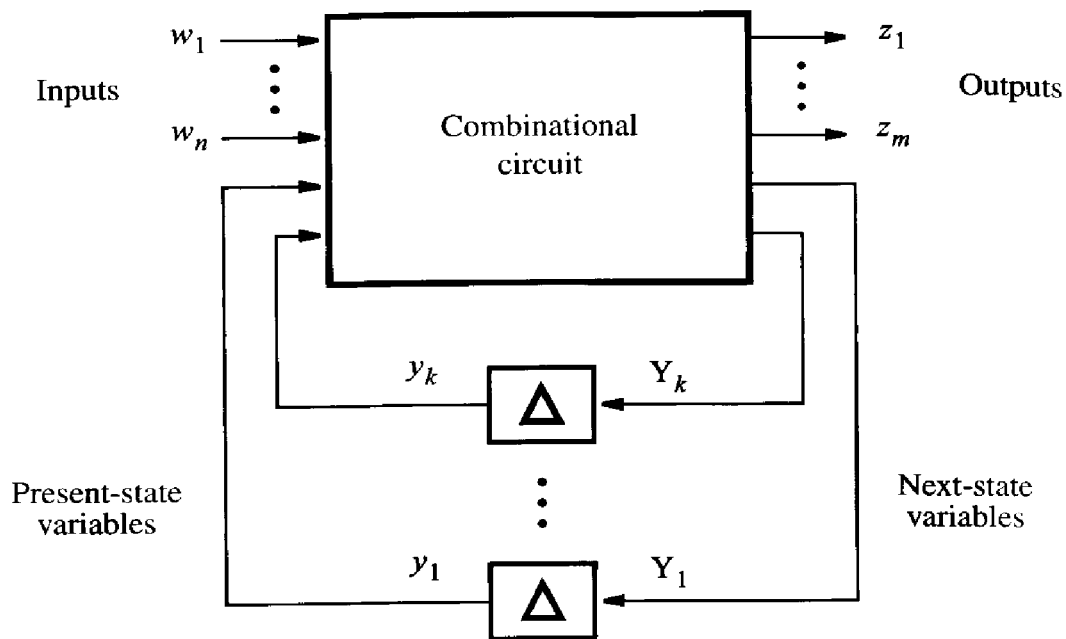 w₁
z₁
Inputs
Outputs
Combinational
circuit
wₙ
zₘ
yₖ
Yₖ
Δ
Present-state
variables
Next-state
variables
y₁
Y₁
Δ